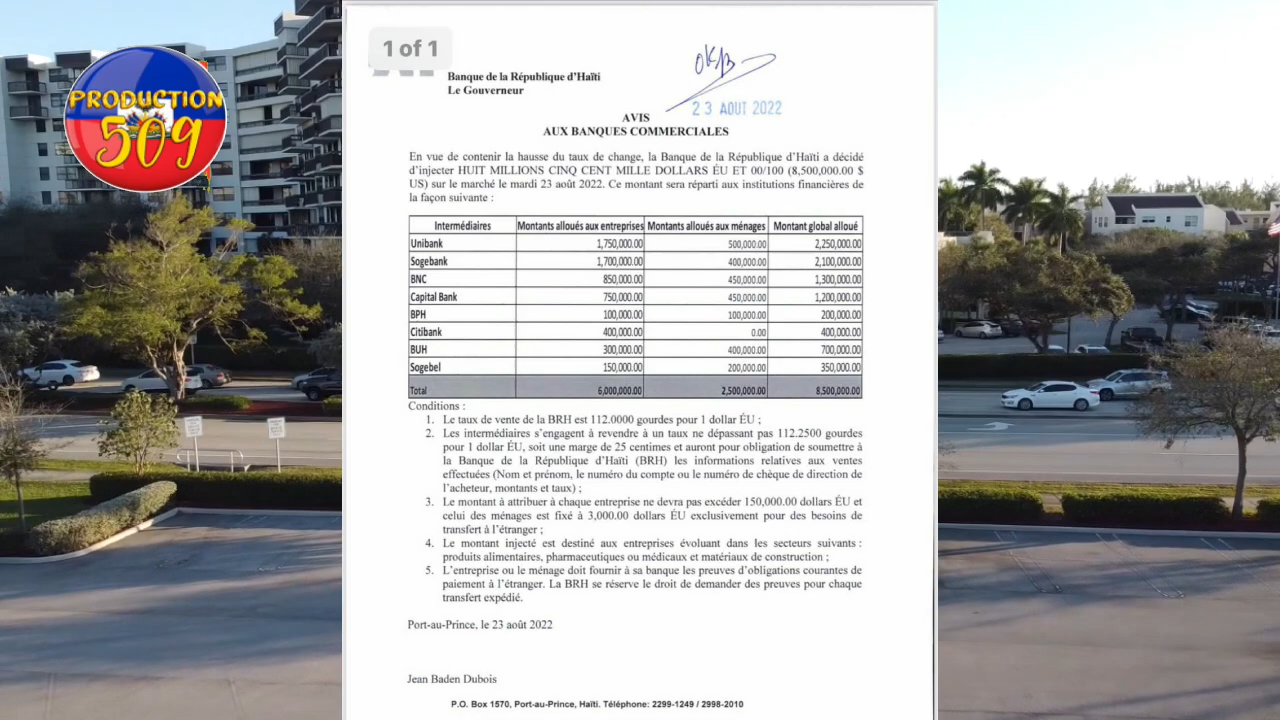 PRODUCTION
509
1 of 1
Banque de la République d'Haïti
Le Gouverneur
OK/B
23 AOUT 2022
AVIS
AUX BANQUES COMMERCIALES
En vue de contenir la hausse du taux de change, la Banque de la République d'Haïti a décidé
d'injecter HUIT MILLIONS CINQ CENT MILLE DOLLARS ÉU ET 00/100 (8,500,000.00 $
US) sur le marché le mardi 23 août 2022. Ce montant sera réparti aux institutions financières de
la façon suivante :
Intermédiaires Montants alloués aux entreprises Montants alloués aux ménages Montant global alloué
Unibank 1,750,000.00 500,000.00 2,250,000.00
Sogebank 1,700,000.00 400,000.00 2,100,000.00
BNC 850,000.00 450,000.00 1,300,000.00
Capital Bank 750,000.00 450,000.00 1,200,000.00
BPH 100,000.00 100,000.00 200,000.00
Citibank 400,000.00 0.00 400,000.00
BUH 300,000.00 400,000.00 700,000.00
Sogebel 150,000.00 200,000.00 350,000.00
Total 6,000,000.00 2,500,000.00 8,500,000.00
Conditions :
1. Le taux de vente de la BRH est 112.0000 gourdes pour 1 dollar ÉU ;
2. Les intermédiaires s'engagent à revendre à un taux ne dépassant pas 112.2500 gourdes
pour 1 dollar ÉU, soit une marge de 25 centimes et auront pour obligation de soumettre à
la Banque de la République d'Haïti (BRH) les informations relatives aux ventes
effectuées (Nom et prénom, le numéro du compte ou le numéro de chèque de direction de
l'acheteur, montants et taux) ;
3. Le montant à attribuer à chaque entreprise ne devra pas excéder 150,000.00 dollars ÉU et
celui des ménages est fixé à 3,000.00 dollars ÉU exclusivement pour des besoins de
transfert à l'étranger ;
4. Le montant injecté est destiné aux entreprises évoluant dans les secteurs suivants :
produits alimentaires, pharmaceutiques ou médicaux et matériaux de construction ;
5. L'entreprise ou le ménage doit fournir à sa banque les preuves d'obligations courantes de
paiement à l'étranger. La BRH se réserve le droit de demander des preuves pour chaque
transfert expédié.
Port-au-Prince, le 23 août 2022
Jean Baden Dubois
P.O. Box 1570, Port-au-Prince, Haïti. Téléphone: 2299-1249 / 2998-2010